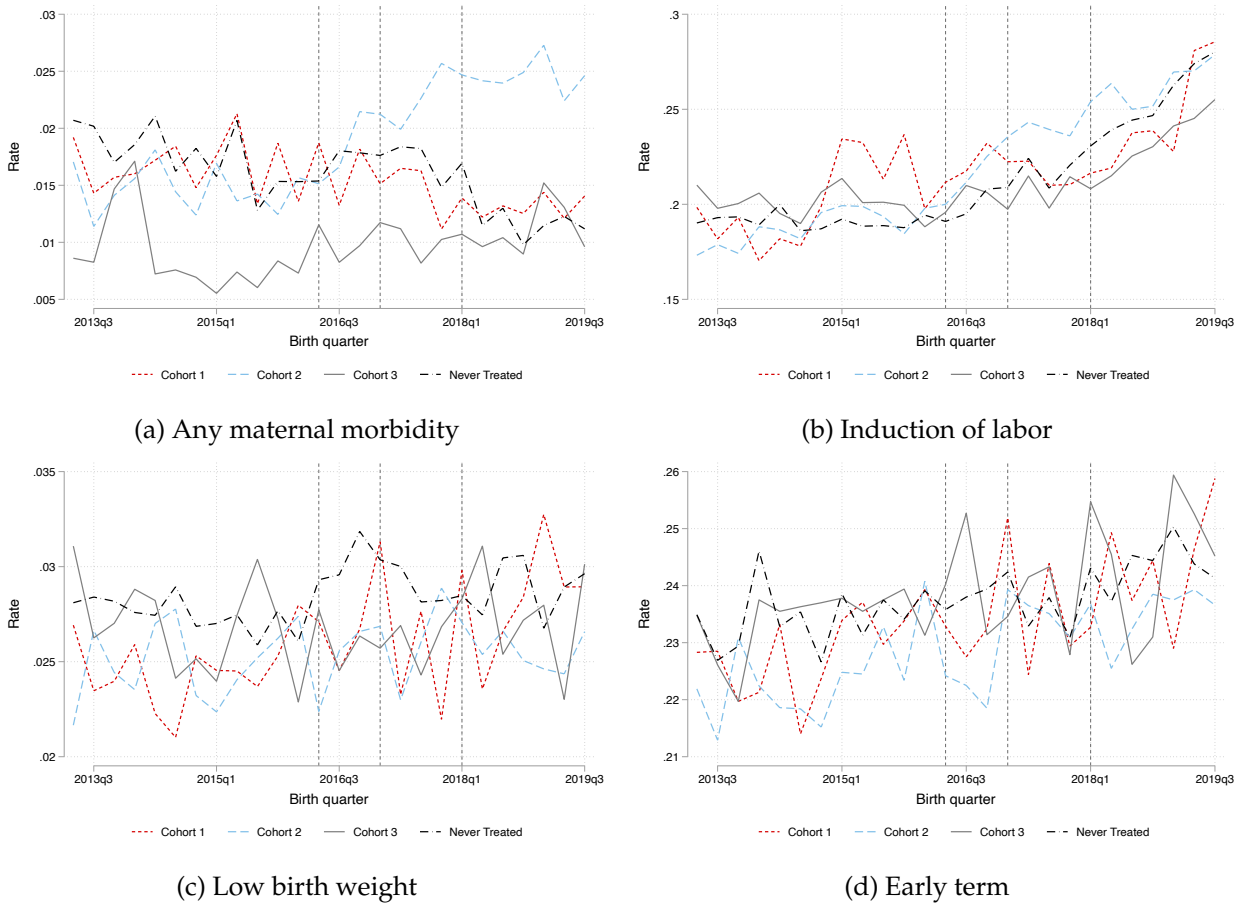 .03
.025
.02
.015
.01
.005
Rate
2013q3 2015q1 2016q3 2018q1 2019q3
Birth quarter
Cohort 1 Cohort 2 Cohort 3 Never Treated
(a) Any maternal morbidity
.3
.25
.2
.15
Rate
2013q3 2015q1 2016q3 2018q1 2019q3
Birth quarter
Cohort 1 Cohort 2 Cohort 3 Never Treated
(b) Induction of labor
.035
.03
.025
.02
Rate
2013q3 2015q1 2016q3 2018q1 2019q3
Birth quarter
Cohort 1 Cohort 2 Cohort 3 Never Treated
(c) Low birth weight
.26
.25
.24
.23
.22
.21
Rate
2013q3 2015q1 2016q3 2018q1 2019q3
Birth quarter
Cohort 1 Cohort 2 Cohort 3 Never Treated
(d) Early term